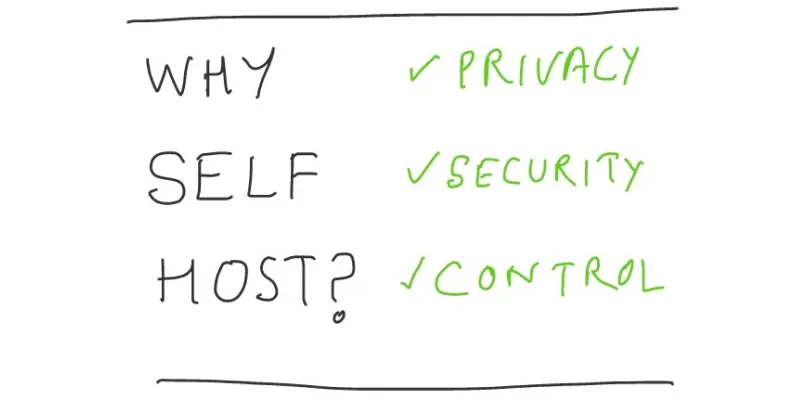 WHY ✓ PRIVACY
SELF ✓ SECURITY
HOST? ✓ CONTROL